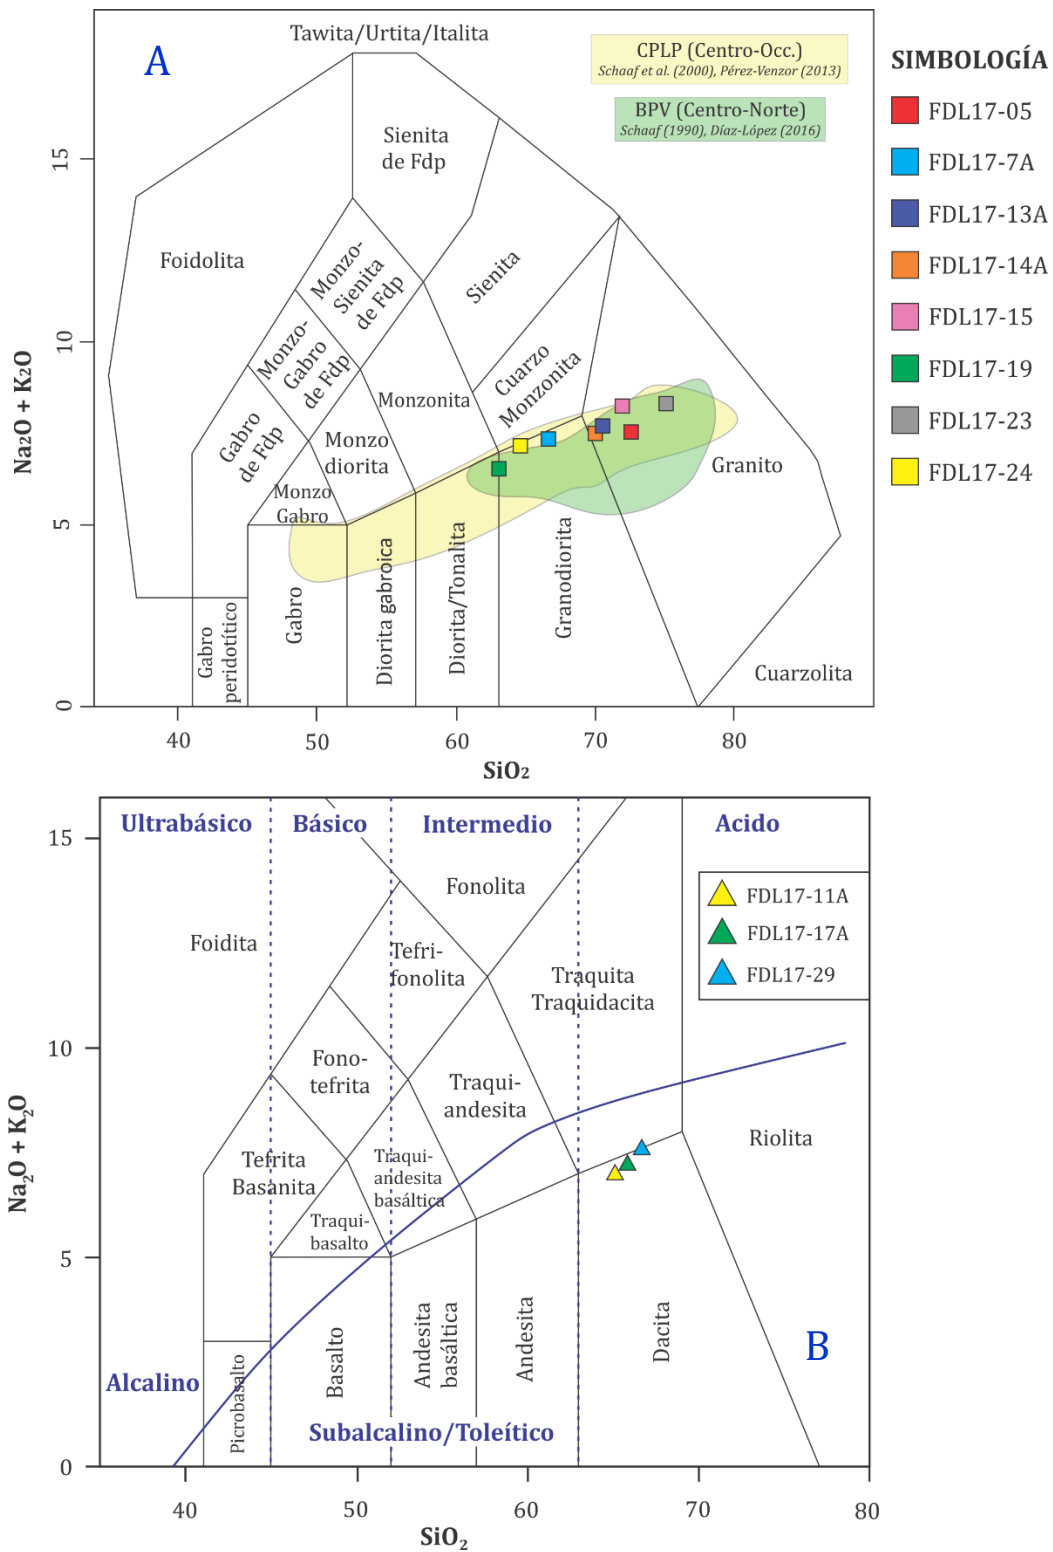 A
Tawita/Urtita/Italita
CPLP (Centro-Occ.)
Schaaf et al. (2000), Pérez-Venzor (2013)
BPV (Centro-Norte)
Schaaf (1990), Díaz-López (2016)
SIMBOLOGÍA
FDL17-05
FDL17-7A
FDL17-13A
FDL17-14A
FDL17-15
FDL17-19
FDL17-23
FDL17-24
Sienita
de Fdp
Foidolita
Monzo-
Sienita
de Fdp
Sienita
Monzo-
Gabro
de Fdp
Cuarzo
Monzonita
Gabro
de Fdp
Monzonita
Monzo
diorita
Monzo
Gabro
Granito
Gabro
peridotítico
Gabro
Diorita gabroica
Diorita/Tonalita
Granodiorita
Cuarzolita
Na2O + K2O
15
10
5
0
40
50
60
70
80
SiO2
Ultrabásico
Básico
Intermedio
Acido
FDL17-11A
FDL17-17A
FDL17-29
Fonolita
Foidita
Tefri-
fonolita
Traquita
Traquidacita
Fono-
tefrita
Traqui-
andesita
Riolita
Tefrita
Basanita
Traqui-
andesita
basáltica
Traqui-
basalto
Picrobasalto
Basalto
Andesita
basáltica
Andesita
Dacita
B
Alcalino
Subalcalino/Toleítico
Na2O + K2O
15
10
5
0
40
50
60
70
80
SiO2